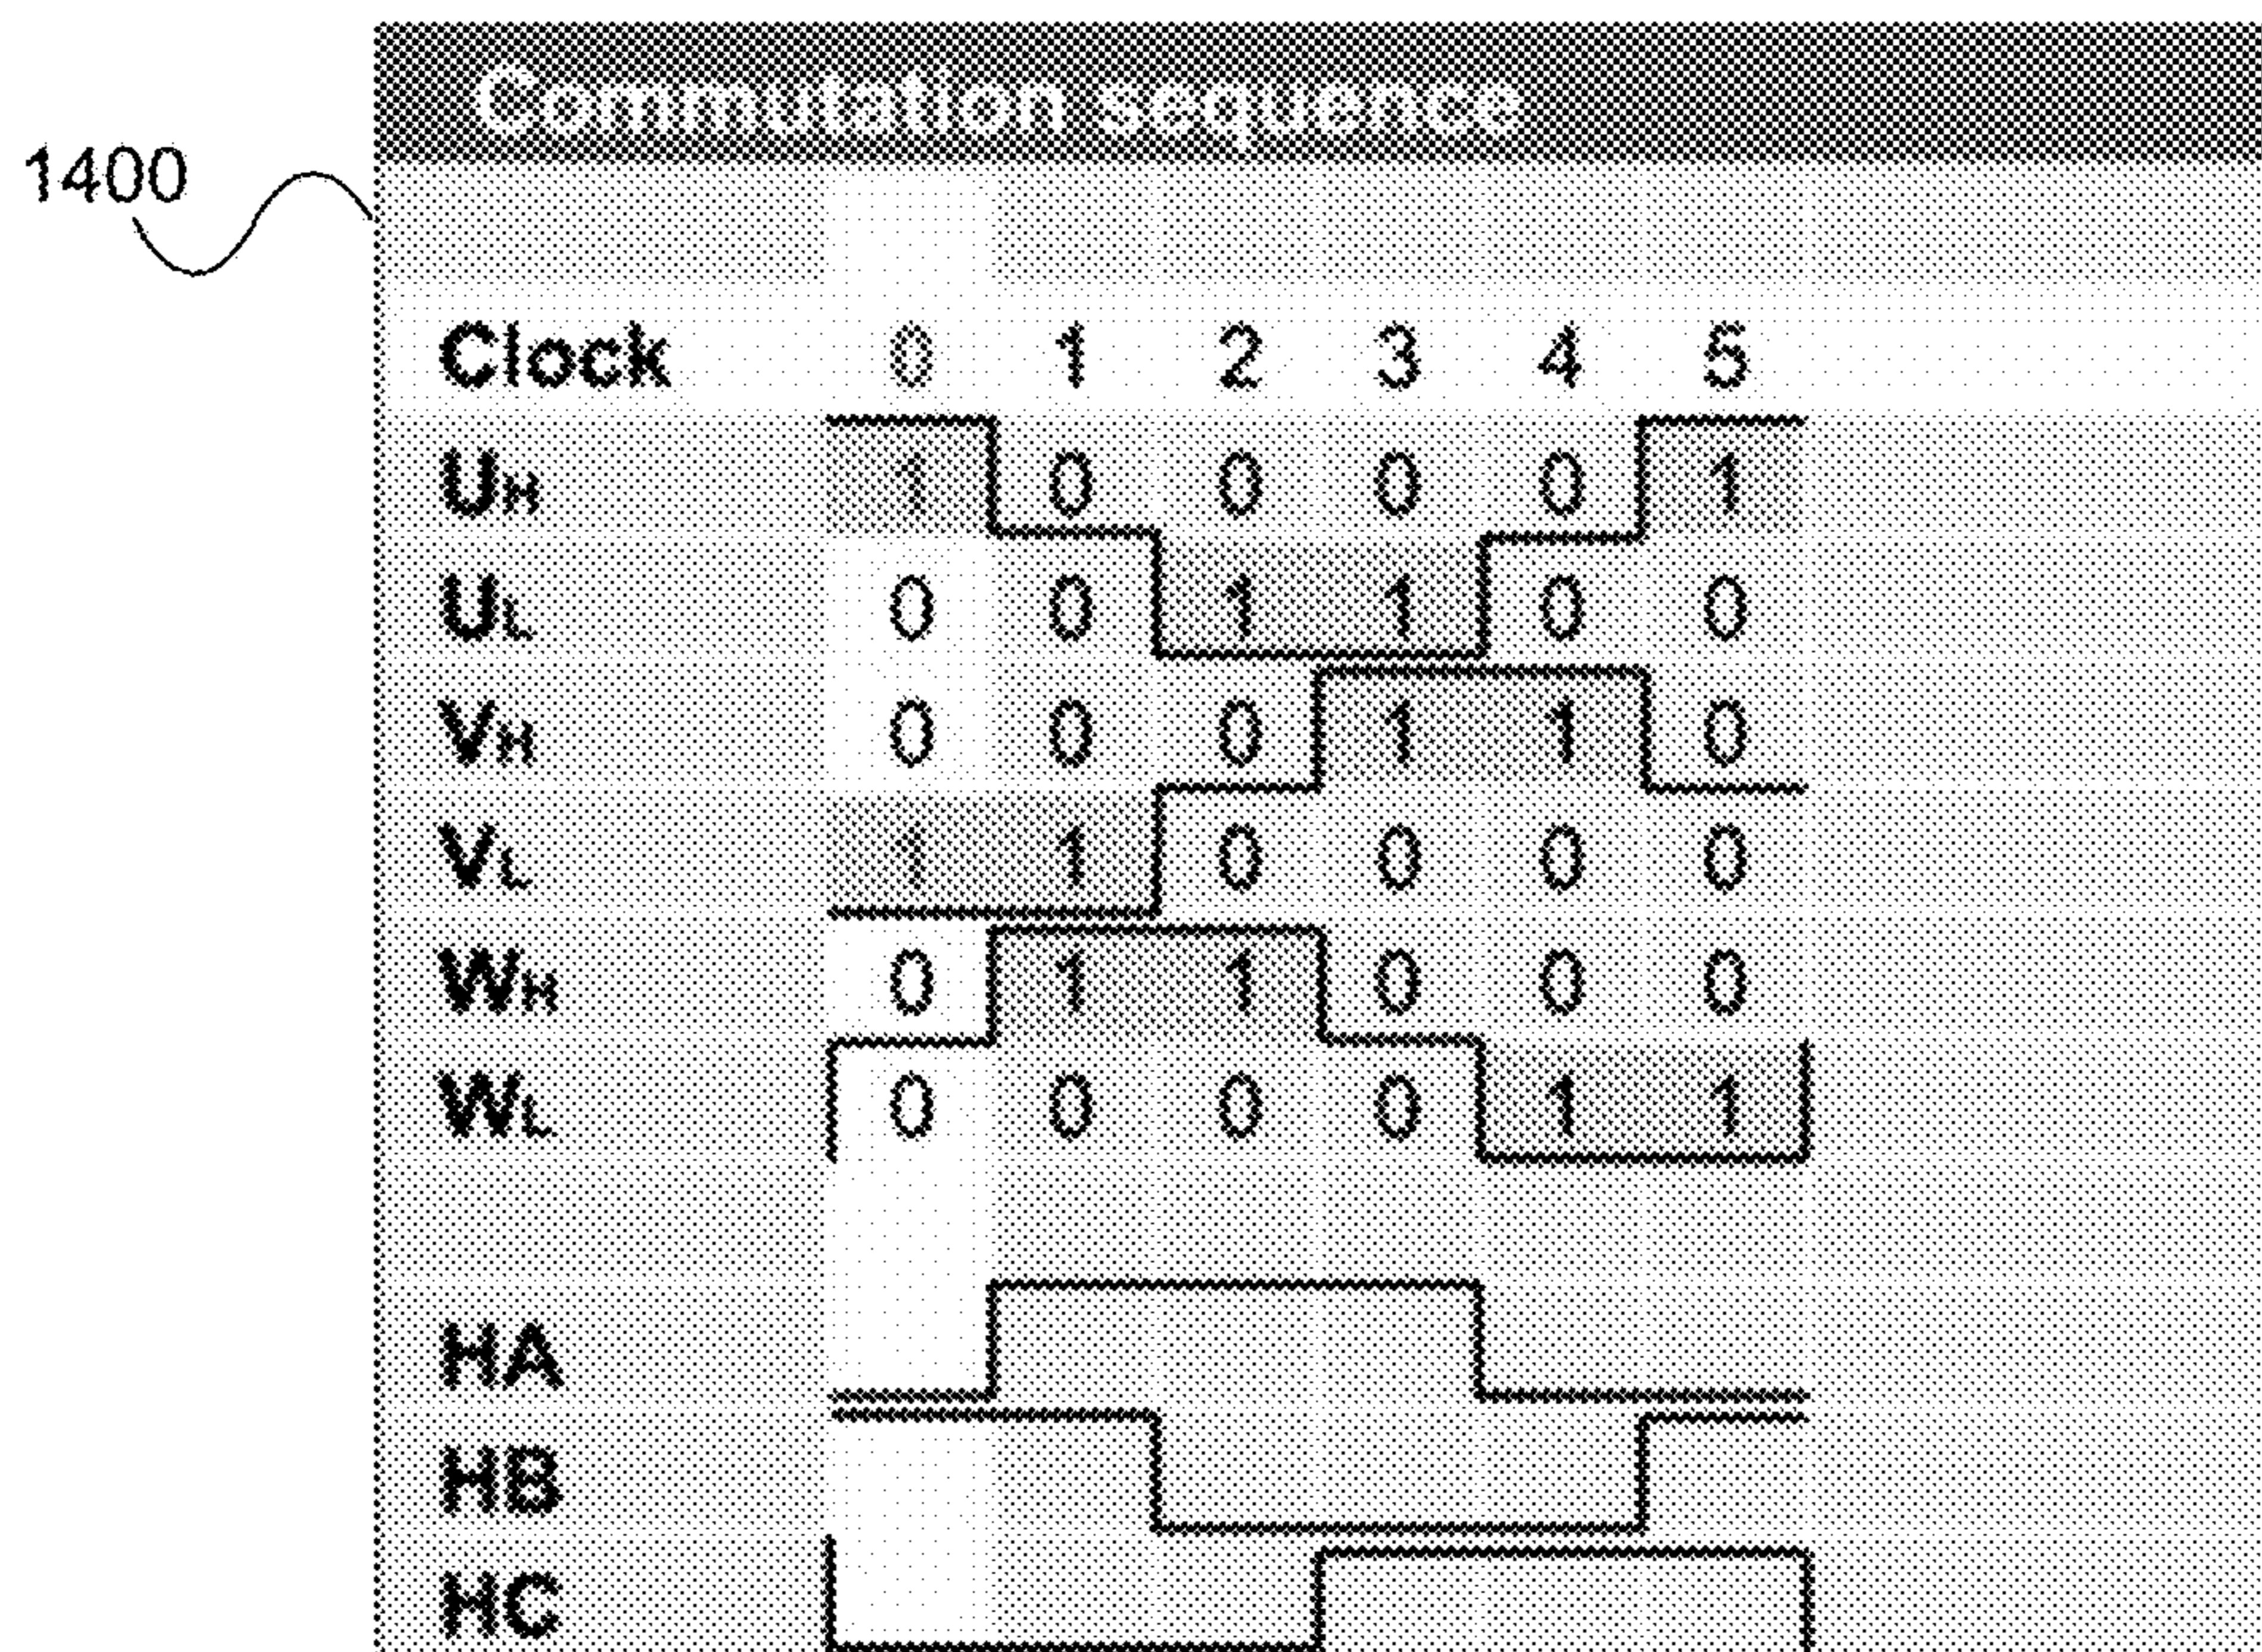 Commutation sequence
1400
Clock 0 1 2 3 4 5
UH 1 0 0 0 0 1
UL 0 0 1 1 0 0
VH 0 0 0 1 1 0
VL 1 1 0 0 0 0
WH 0 1 1 0 0 0
WL 0 0 0 0 1 1
HA
HB
HC